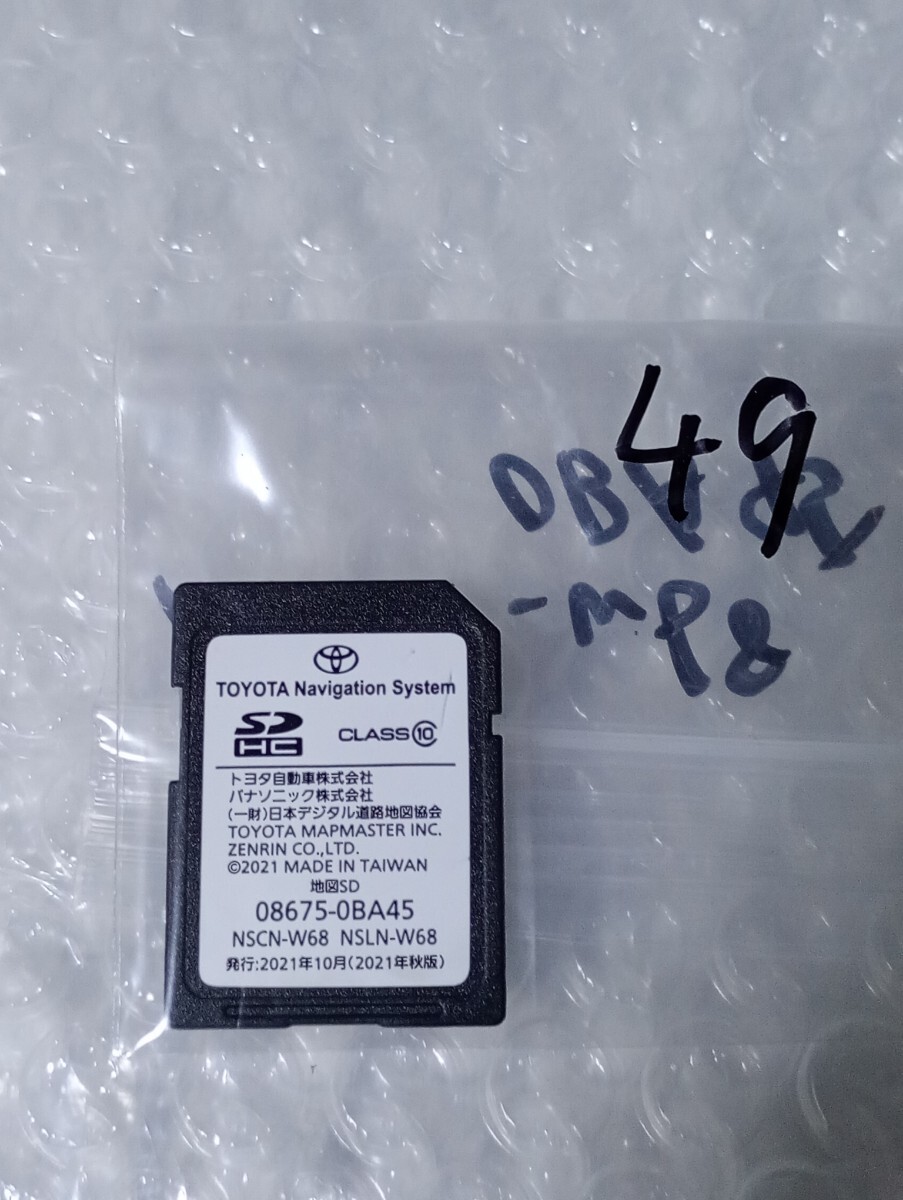 49
-MP8
TOYOTA Navigation System
SD
HC
CLASS 10
トヨタ自動車株式会社
パナソニック株式会社
(一財)日本デジタル道路地図協会
TOYOTA MAPMASTER INC.
ZENRIN CO.,LTD.
©2021 MADE IN TAIWAN
地図SD
08675-0BA45
NSCN-W68 NSLN-W68
発行:2021年10月(2021年秋版)